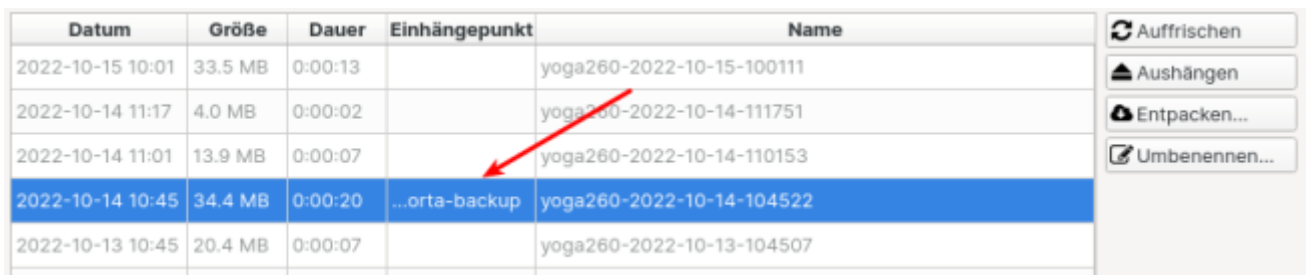 Datum Größe Dauer Einhängepunkt Name
2022-10-15 10:01 33.5 MB 0:00:13 yoga260-2022-10-15-100111
2022-10-14 11:17 4.0 MB 0:00:02 yoga260-2022-10-14-111751
2022-10-14 11:01 13.9 MB 0:00:07 yoga260-2022-10-14-110153
2022-10-14 10:45 34.4 MB 0:00:20 ...orta-backup yoga260-2022-10-14-104522
2022-10-13 10:45 20.4 MB 0:00:07 yoga260-2022-10-13-104507
Auffrischen
Aushängen
Entpacken...
Umbenennen...